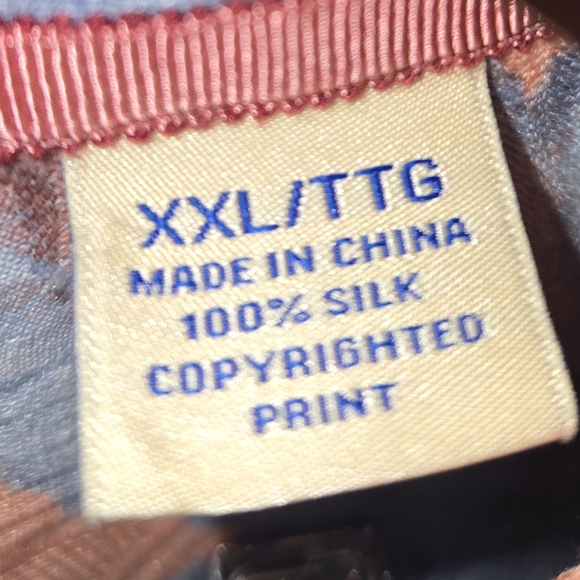 XXL/TTG
MADE IN CHINA
100% SILK
COPYRIGHTED
PRINT